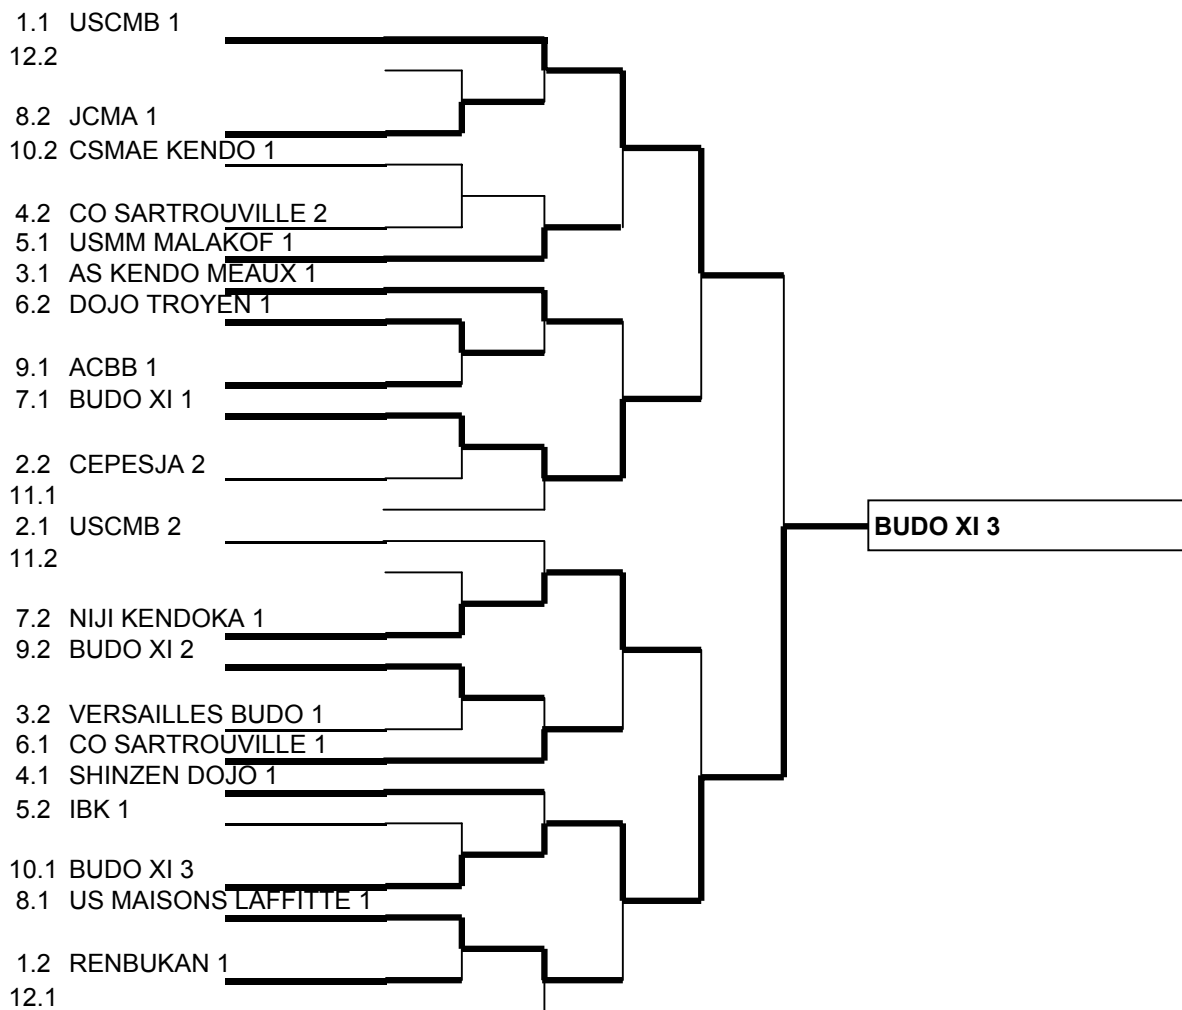 1.1 USCMB 1
12.2
8.2 JCMA 1
10.2 CSMAE KENDO 1
4.2 CO SARTROUVILLE 2
5.1 USMM MALAKOF 1
3.1 AS KENDO MEAUX 1
6.2 DOJO TROYEN 1
9.1 ACBB 1
7.1 BUDO XI 1
2.2 CEPESJA 2
11.1
2.1 USCMB 2
BUDO XI 3
11.2
7.2 NIJI KENDOKA 1
9.2 BUDO XI 2
3.2 VERSAILLES BUDO 1
6.1 CO SARTROUVILLE 1
4.1 SHINZEN DOJO 1
5.2 IBK 1
10.1 BUDO XI 3
8.1 US MAISONS LAFFITTE 1
1.2 RENBUKAN 1
12.1